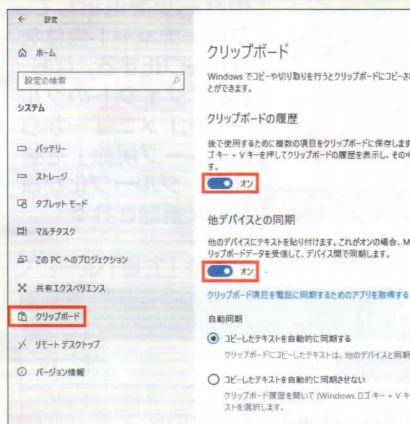 ← 設定
ホーム
設定の検索
システム
バッテリー
ストレージ
タブレット モード
マルチタスク
この PC へのプロジェクション
共有エクスペリエンス
クリップボード
リモート デスクトップ
バージョン情報
クリップボード
Windows でコピーや切り取りを行うとクリップボードにコピーさ
とができます。
クリップボードの履歴
後で使用するために複数の項目をクリップボードに保存します
ゴ キー + V キーを押してクリップボードの履歴を表示し、その中
す。
オン
他デバイスとの同期
他のデバイスにテキストを貼り付けます。これがオンの場合、M
リップボードデータを受信して、デバイス間で同期します。
オン
クリップボード項目を電話に同期するためのアプリを取得する
自動同期
コピーしたテキストを自動的に同期する
クリップボードにコピーしたテキストは、他のデバイスと同期
コピーしたテキストを自動的に同期させない
クリップボード履歴を開いて (Windows ロゴ キー + V キ
ストを選択します。